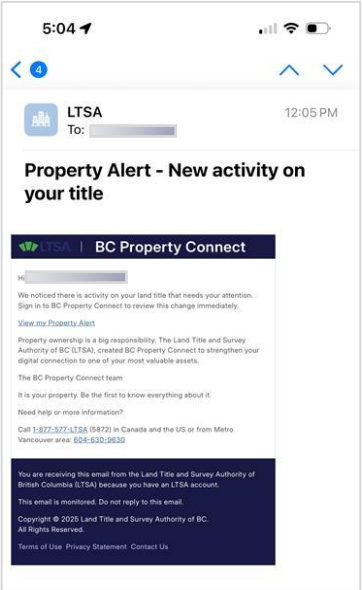 5:04
4
LTSA
12:05 PM
To:
Property Alert - New activity on
your title
LTSA | BC Property Connect
Hi
We noticed there is activity on your land title that needs your attention.
Sign in to BC Property Connect to review this change immediately.
View my Property Alert
Property ownership is a big responsibility. The Land Title and Survey
Authority of BC (LTSA), created BC Property Connect to strengthen your
digital connection to one of your most valuable assets.
The BC Property Connect team
It is your property. Be the first to know everything about it.
Need help or more information?
Call 1-877-577-LTSA (5872) in Canada and the US or from Metro
Vancouver area: 604-630-9630
You are receiving this email from the Land Title and Survey Authority of
British Columbia (LTSA) because you have an LTSA account.
This email is monitored. Do not reply to this email.
Copyright © 2025 Land Title and Survey Authority of BC.
All Rights Reserved.
Terms of Use Privacy Statement Contact Us